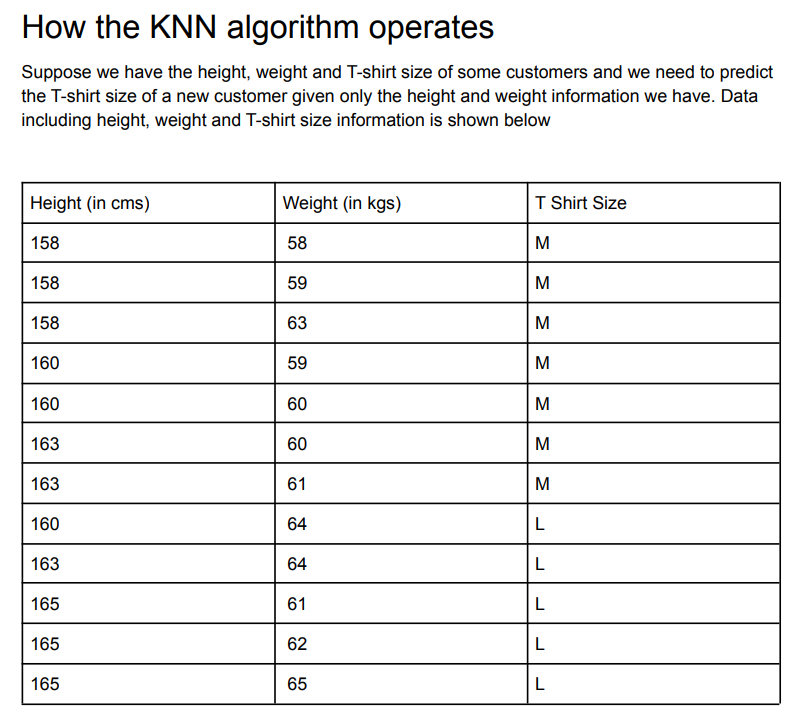 How the KNN algorithm operates
Suppose we have the height, weight and T-shirt size of some customers and we need to predict
the T-shirt size of a new customer given only the height and weight information we have. Data
including height, weight and T-shirt size information is shown below
Height (in cms) Weight (in kgs) T Shirt Size
158 58 M
158 59 M
158 63 M
160 59 M
160 60 M
163 60 M
163 61 M
160 64 L
163 64 L
165 61 L
165 62 L
165 65 L